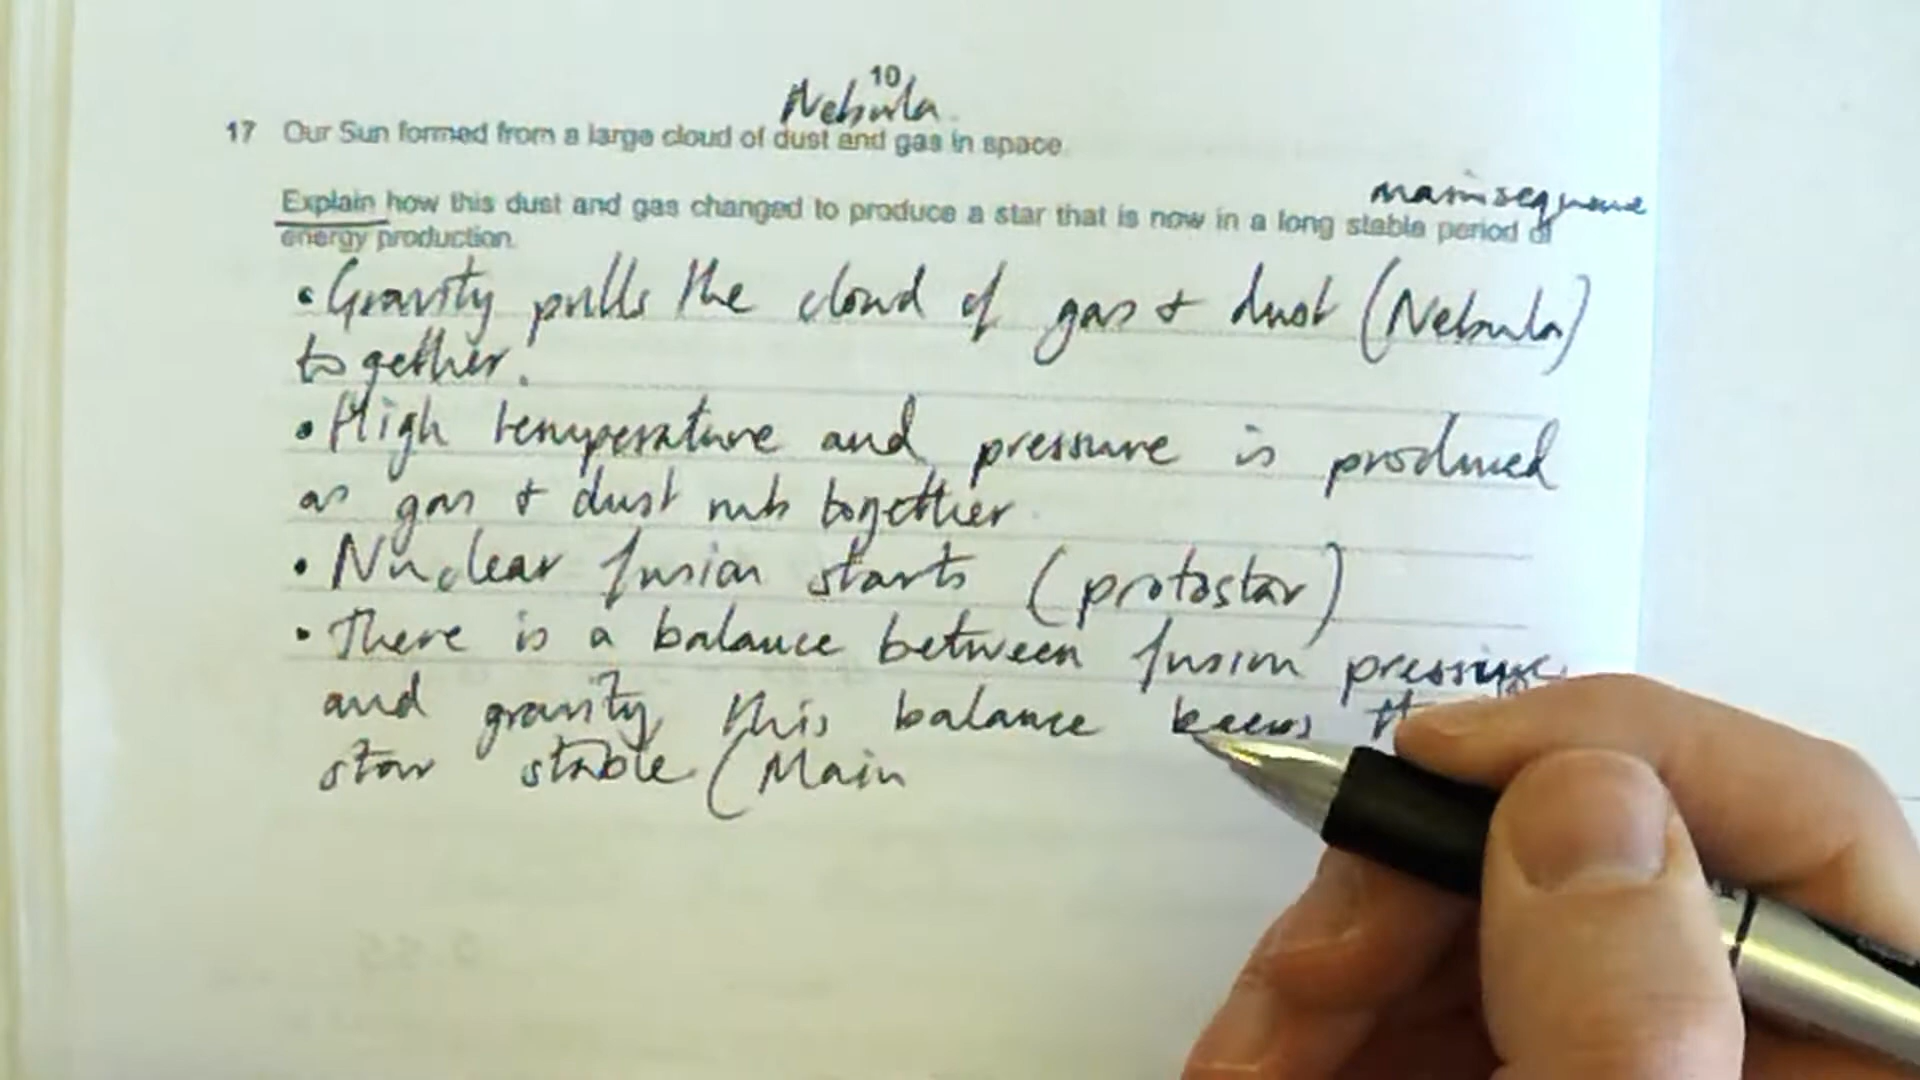 10
Nebula
17 Our Sun formed from a large cloud of dust and gas in space.
main sequence
Explain how this dust and gas changed to produce a star that is now in a long stable period of
energy production.
• Gravity pulls the cloud of gas & dust (Nebula)
together.
• High temperature and pressure is produced
as gas & dust rub together
• Nuclear fusion starts (protostar)
• There is a balance between fusion pressure
and gravity, this balance keeps
star stable (Main